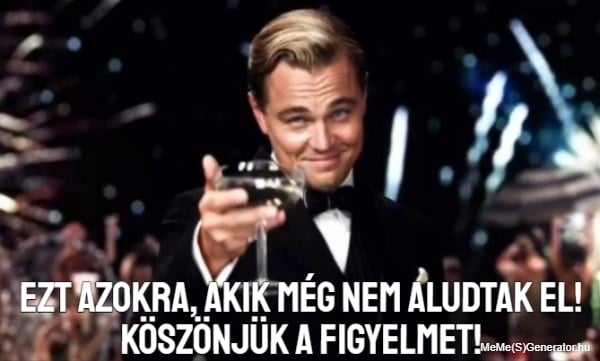 EZT AZOKRA, AKIK MÉG NEM ALUDTAK EL!
KÖSZÖNJÜK A FIGYELMET!
MeMe(S)Generator.hu